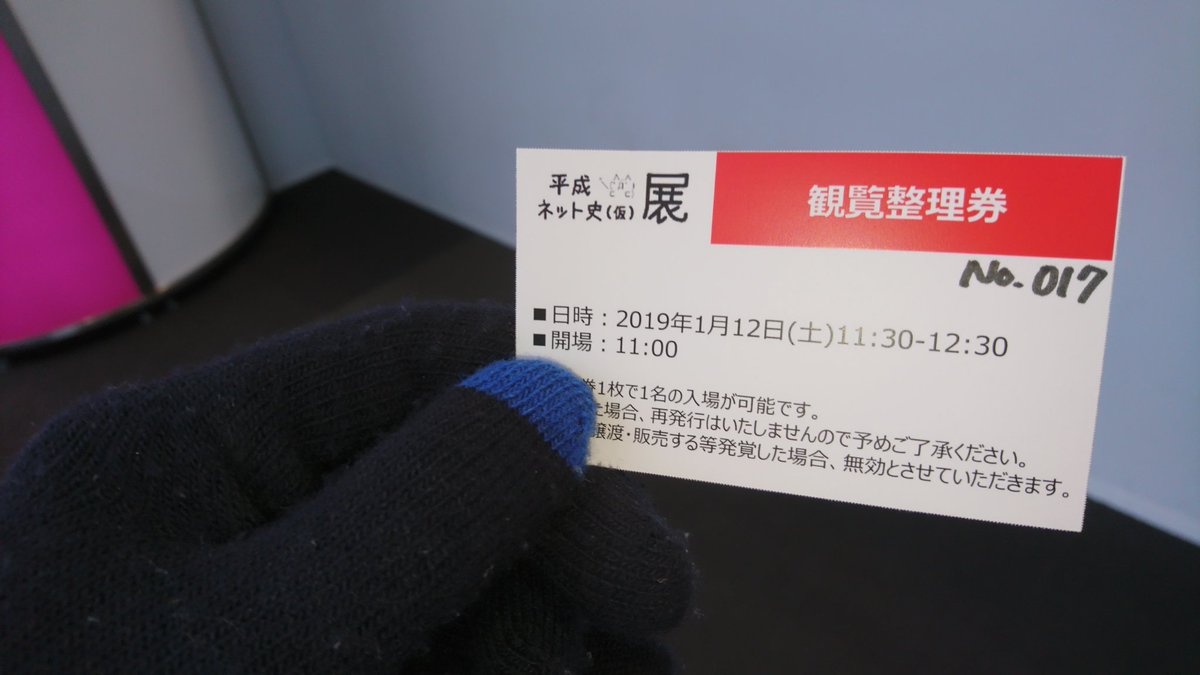 平成
ネット史(仮)
展
観覧整理券
No.017
■日時：2019年1月12日(土)11:30-12:30
■開場：11:00
券1枚で1名の入場が可能です。
場合、再発行はいたしませんので予めご了承ください。
譲渡・販売する等発覚した場合、無効とさせていただきます。